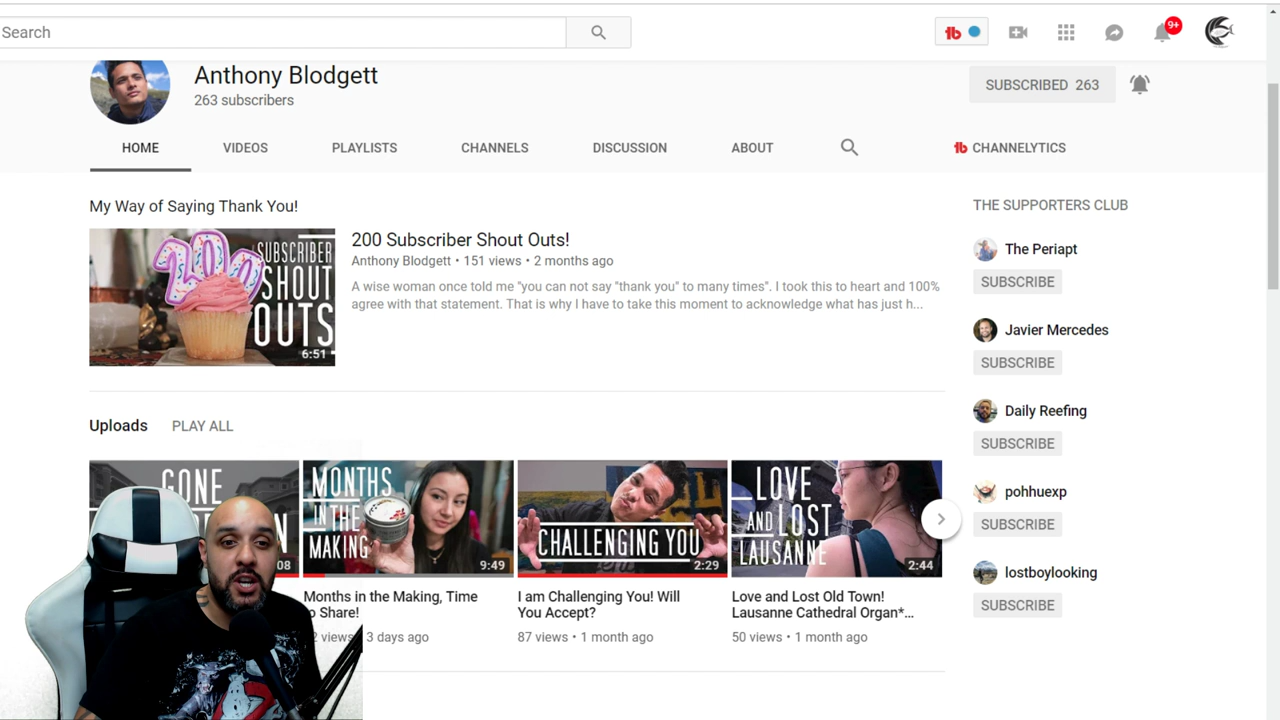 Search
9+
Anthony Blodgett
263 subscribers
SUBSCRIBED 263
HOME
VIDEOS
PLAYLISTS
CHANNELS
DISCUSSION
ABOUT
CHANNELYTICS
My Way of Saying Thank You!
200
SUBSCRIBER
SHOUT
OUTS
6:51
200 Subscriber Shout Outs!
Anthony Blodgett • 151 views • 2 months ago
A wise woman once told me "you can not say "thank you" to many times". I took this to heart and 100%
agree with that statement. That is why I have to take this moment to acknowledge what has just h...
THE SUPPORTERS CLUB
The Periapt
SUBSCRIBE
Javier Mercedes
SUBSCRIBE
Daily Reefing
SUBSCRIBE
pohhuexp
SUBSCRIBE
lostboylooking
SUBSCRIBE
Uploads
PLAY ALL
GONE
MONTHS
IN THE
MAKING
9:49
CHALLENGING YOU
2:29
LOVE
AND LOST
LAUSANNE
2:44
Months in the Making, Time
to Share!
views • 3 days ago
I am Challenging You! Will
You Accept?
87 views • 1 month ago
Love and Lost Old Town!
Lausanne Cathedral Organ*...
50 views • 1 month ago